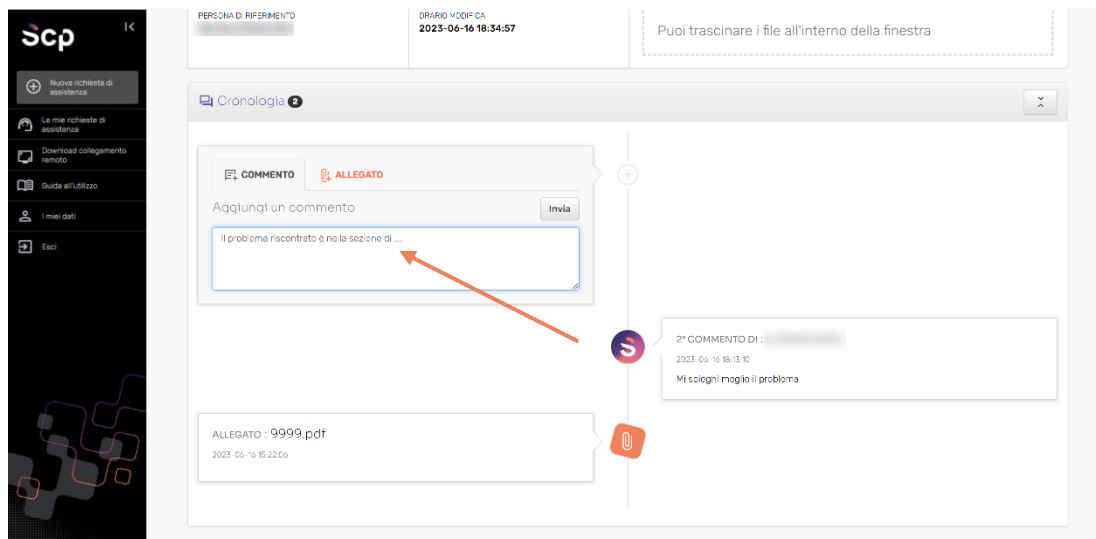 Scp
Nuova richiesta di
assistenza
Le mie richieste di
assistenza
Download collegamento
remoto
Guida all'utilizzo
I miei dati
Esci
PERSONA DI RIFERIMENTO
ORARIO MODIFICA
2023-06-16 18:34:57
Puoi trascinare i file all'interno della finestra
Cronologia 2
COMMENTO
ALLEGATO
Aggiungi un commento
Invia
Il problema riscontrato è nella sezione di ....
2° COMMENTO DI :
2023-06-16 18:13:10
Mi spieghi meglio il problema
ALLEGATO : 9999.pdf
2023-06-16 15:22:06